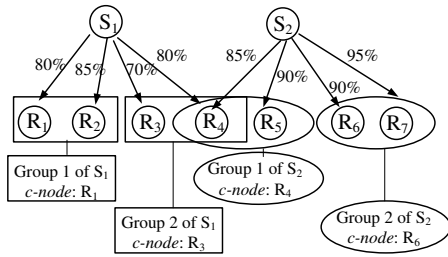 S1 S2
80% 85% 70% 80% 85% 90% 90% 95%
R1 R2 R3 R4 R5 R6 R7
Group 1 of S1
c-node: R1
Group 2 of S1
c-node: R3
Group 1 of S2
c-node: R4
Group 2 of S2
c-node: R6